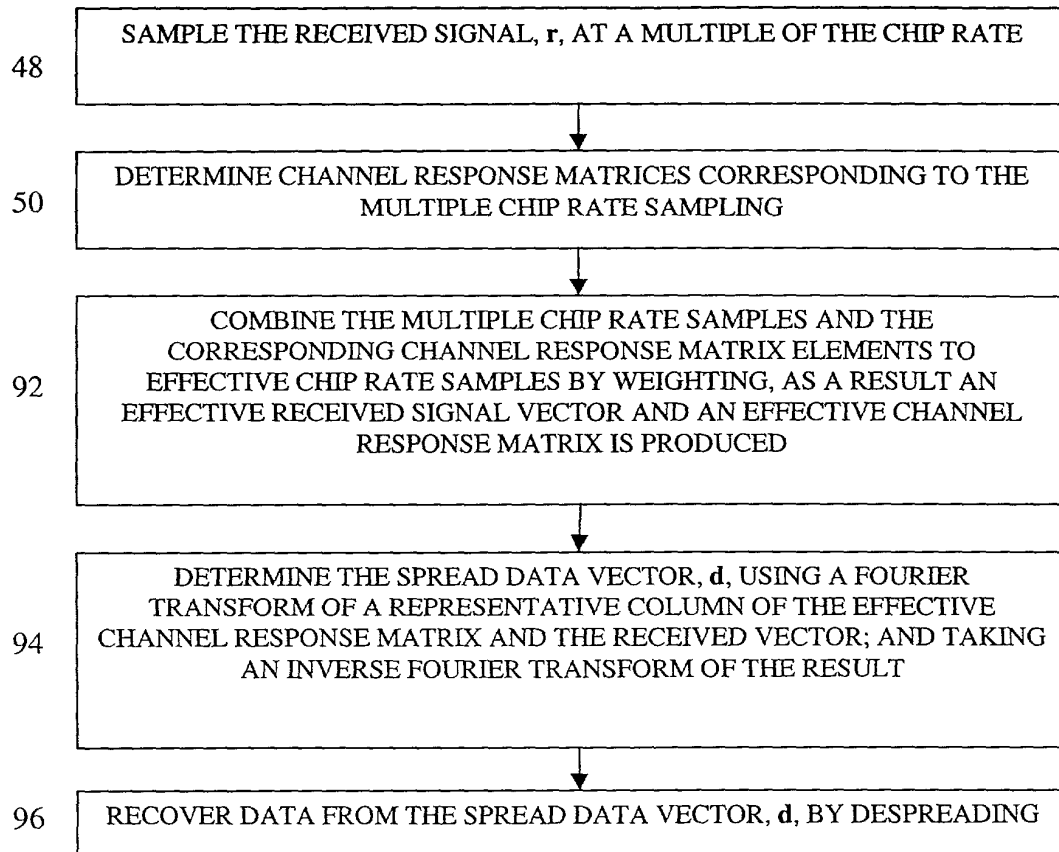 48
SAMPLE THE RECEIVED SIGNAL, r, AT A MULTIPLE OF THE CHIP RATE
50
DETERMINE CHANNEL RESPONSE MATRICES CORRESPONDING TO THE
MULTIPLE CHIP RATE SAMPLING
92
COMBINE THE MULTIPLE CHIP RATE SAMPLES AND THE
CORRESPONDING CHANNEL RESPONSE MATRIX ELEMENTS TO
EFFECTIVE CHIP RATE SAMPLES BY WEIGHTING, AS A RESULT AN
EFFECTIVE RECEIVED SIGNAL VECTOR AND AN EFFECTIVE CHANNEL
RESPONSE MATRIX IS PRODUCED
94
DETERMINE THE SPREAD DATA VECTOR, d, USING A FOURIER
TRANSFORM OF A REPRESENTATIVE COLUMN OF THE EFFECTIVE
CHANNEL RESPONSE MATRIX AND THE RECEIVED VECTOR; AND TAKING
AN INVERSE FOURIER TRANSFORM OF THE RESULT
96
RECOVER DATA FROM THE SPREAD DATA VECTOR, d, BY DESPREADING